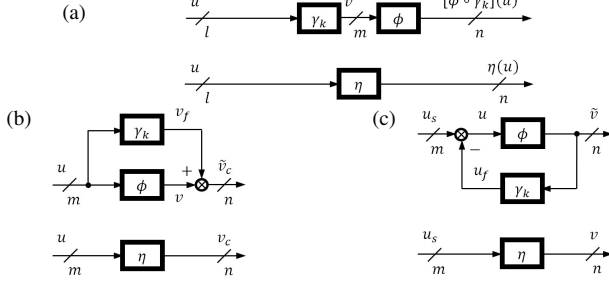 (a)
u v [ϕ ∘ γ_k](u)
l γ_k m ϕ n
u η(u)
l η n
(b)
γ_k v_f
u + ṽ_c
m ϕ v n
u v_c
m η n
(c)
u_s u ṽ
m − ϕ n
u_f γ_k
u_s v
m η n